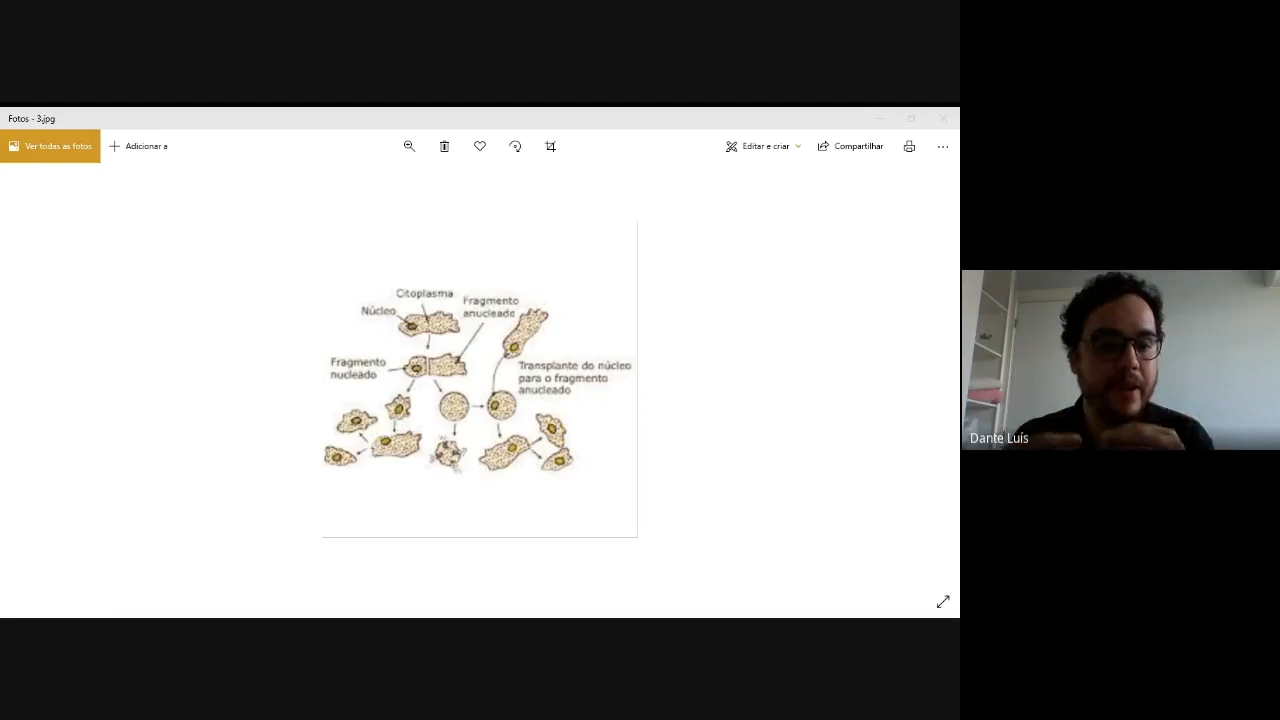 Fotos - 3.jpg
Ver todas as fotos
Adicionar a
Editar e criar
Compartilhar
Citoplasma
Núcleo
Fragmento
anucleado
Fragmento
nucleado
Transplante do núcleo
para o fragmento
anucleado
Dante Luís